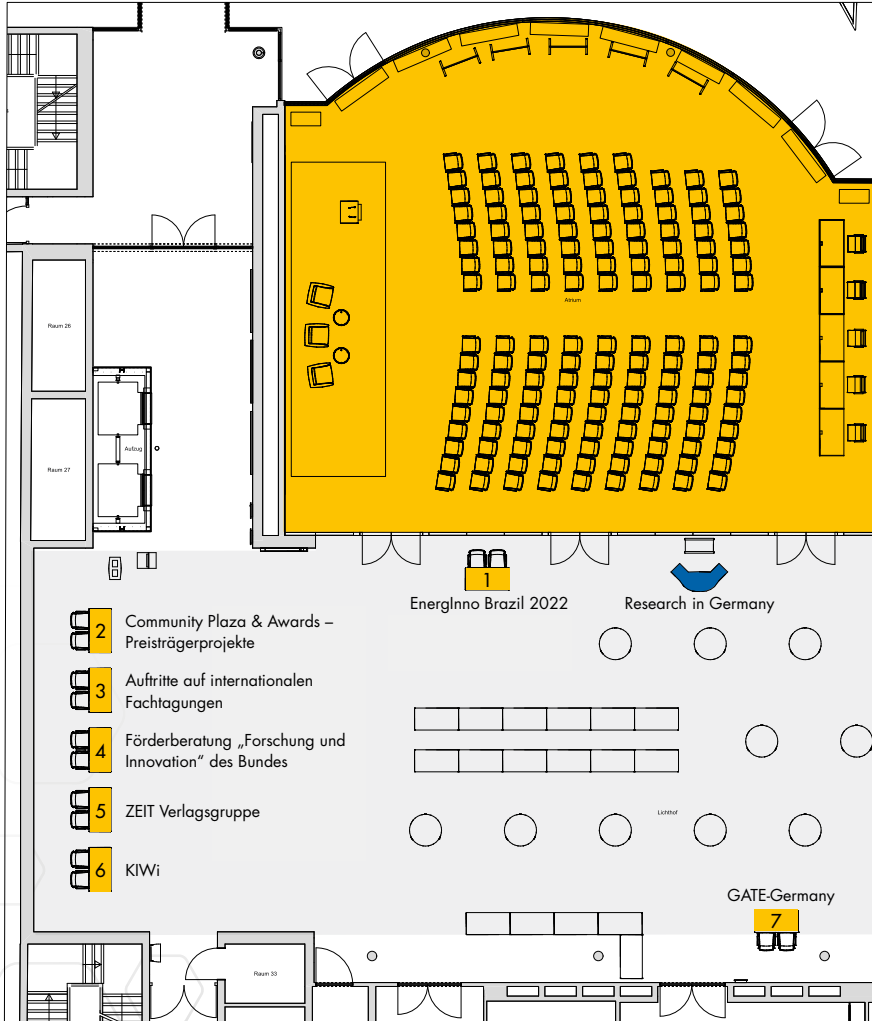 Atrium
Raum 26
Aufzug
Raum 27
1
EnergInno Brazil 2022
Research in Germany
2
Community Plaza & Awards –
Preisträgerprojekte
3
Auftritte auf internationalen
Fachtagungen
4
Förderberatung „Forschung und
Innovation“ des Bundes
5
ZEIT Verlagsgruppe
Lichthof
6
KIWi
GATE-Germany
7
Raum 33